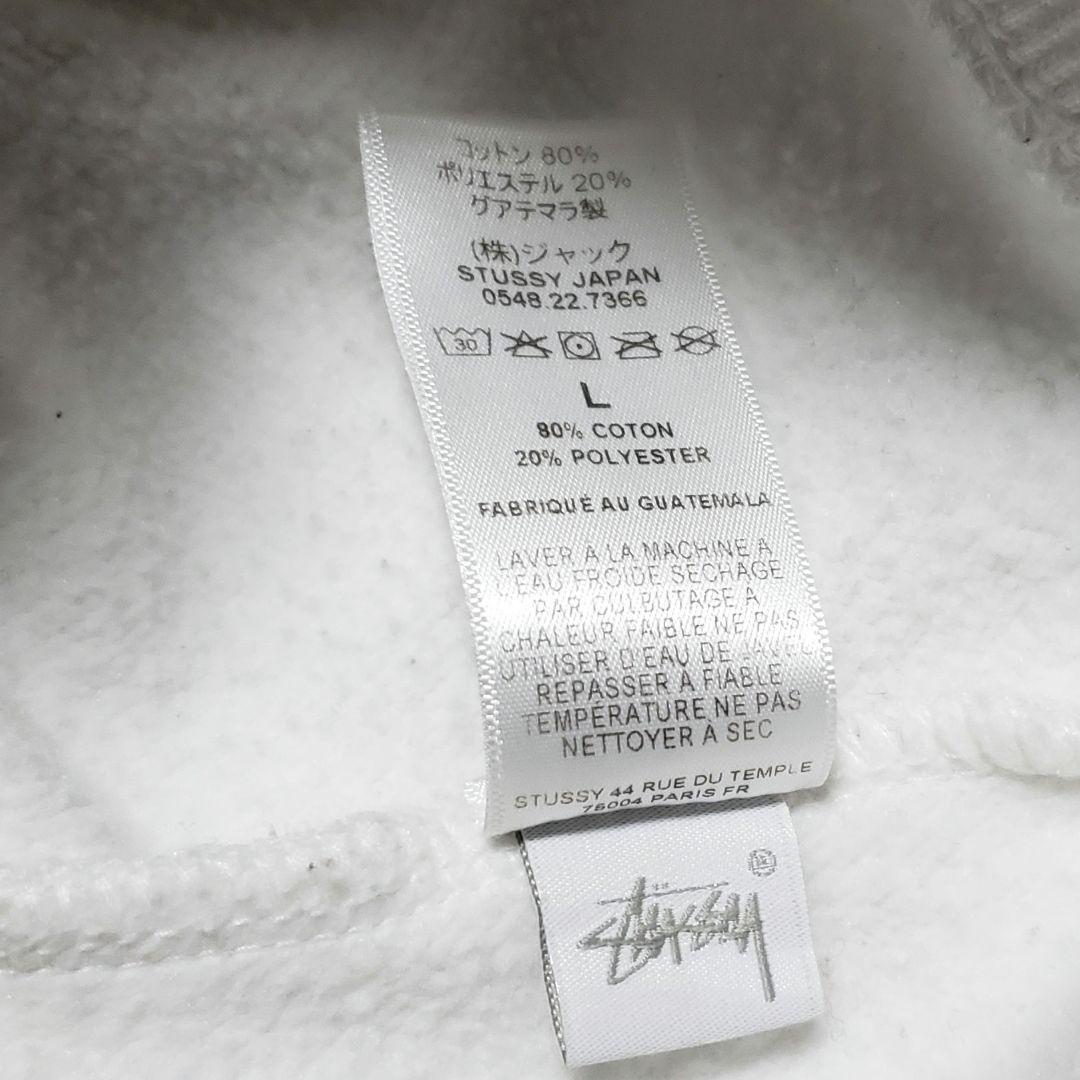 コットン 80%
ポリエステル 20%
グアテマラ製
(株)ジャック
STUSSY JAPAN
0548.22.7366
30
L
80% COTON
20% POLYESTER
FABRIQUÉ AU GUATEMALA
LAVER À LA MACHINE À
L'EAU FROIDE SÉCHAGE
PAR CULBUTAGE À
CHALEUR FAIBLE NE PAS
UTILISER D'EAU DE JAVEL
REPASSER À FIABLE
TEMPÉRATURE NE PAS
NETTOYER À SEC
STUSSY 44 RUE DU TEMPLE
75004 PARIS FR
Stüssy